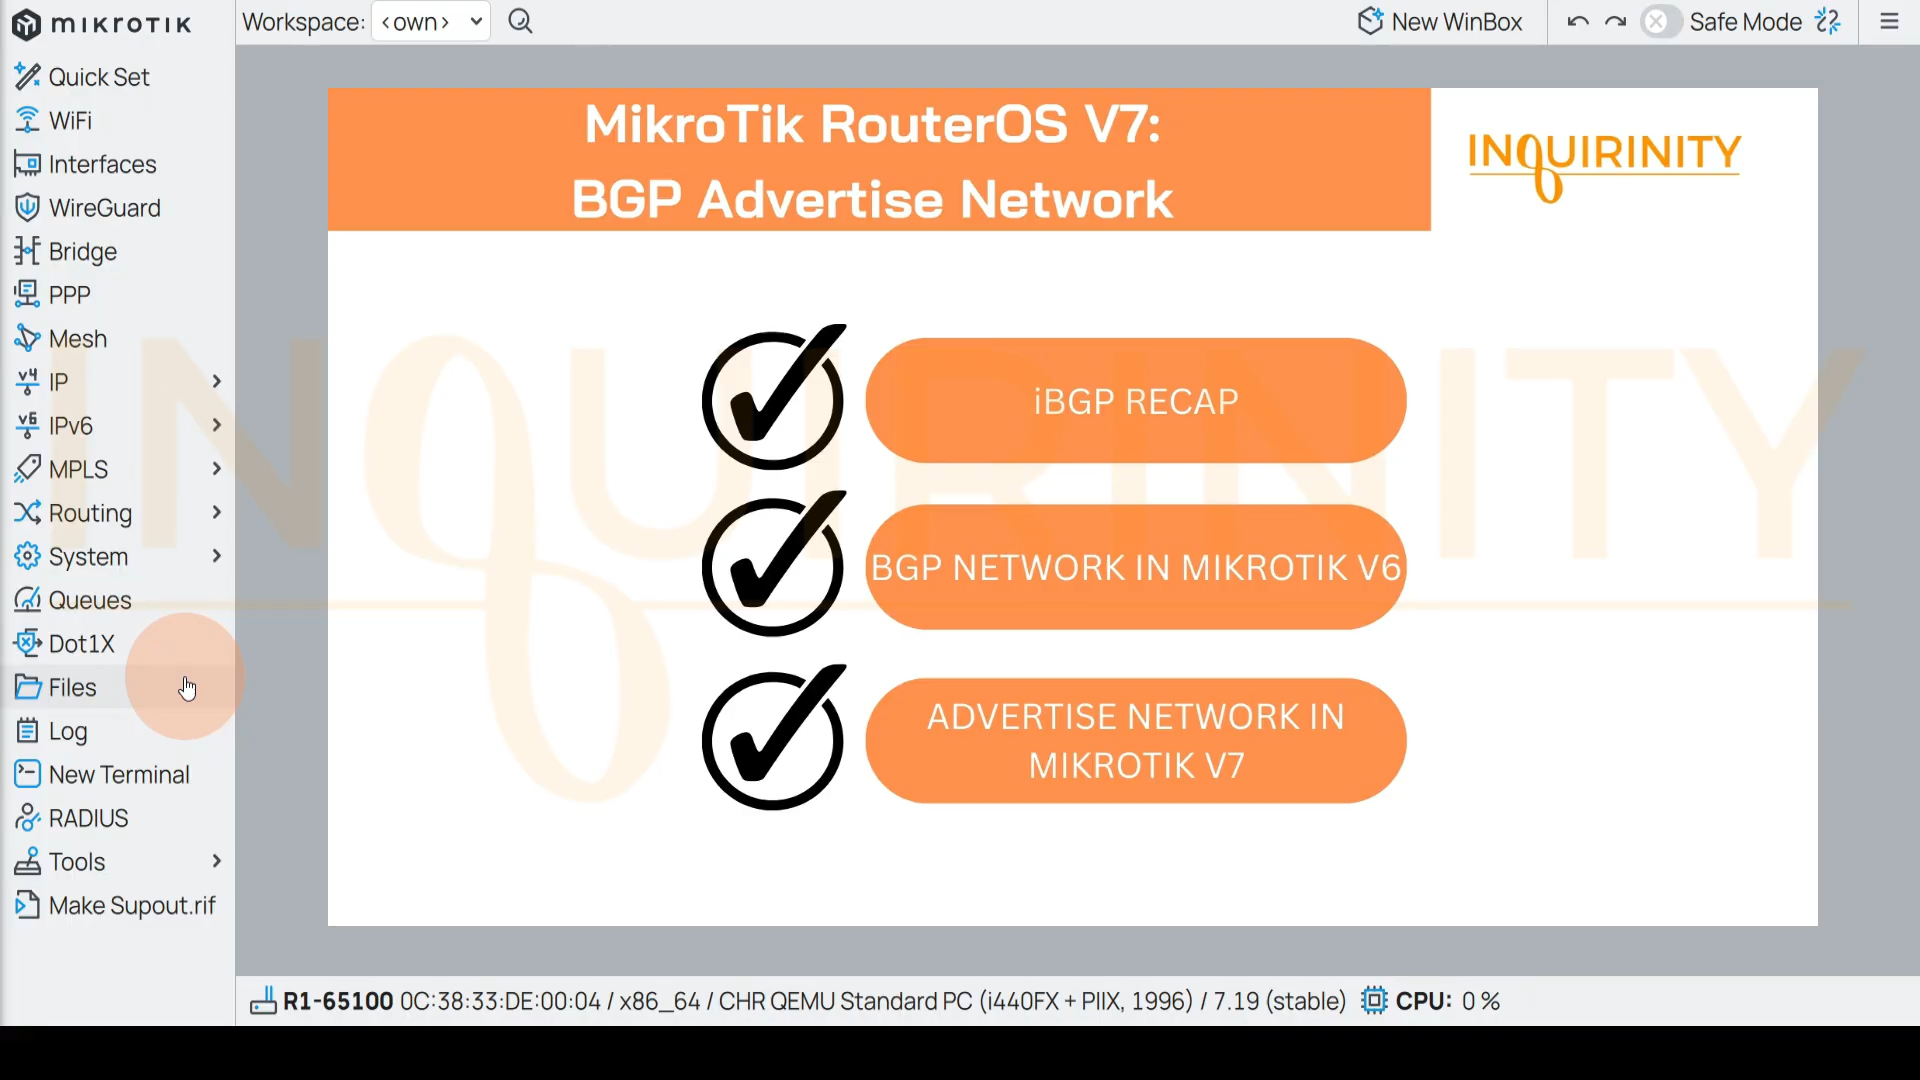 MIKROTIK
Workspace: <own>
New WinBox
Safe Mode
Quick Set
WiFi
Interfaces
WireGuard
Bridge
PPP
Mesh
IP
IPv6
MPLS
Routing
System
Queues
Dot1X
Files
Log
New Terminal
RADIUS
Tools
Make Supout.rif
MikroTik RouterOS V7:
BGP Advertise Network
INQUIRINITY
iBGP RECAP
BGP NETWORK IN MIKROTIK V6
ADVERTISE NETWORK IN
MIKROTIK V7
INQUIRINITY
R1-65100 0C:38:33:DE:00:04 / x86_64 / CHR QEMU Standard PC (i440FX + PIIX, 1996) / 7.19 (stable) CPU: 0 %